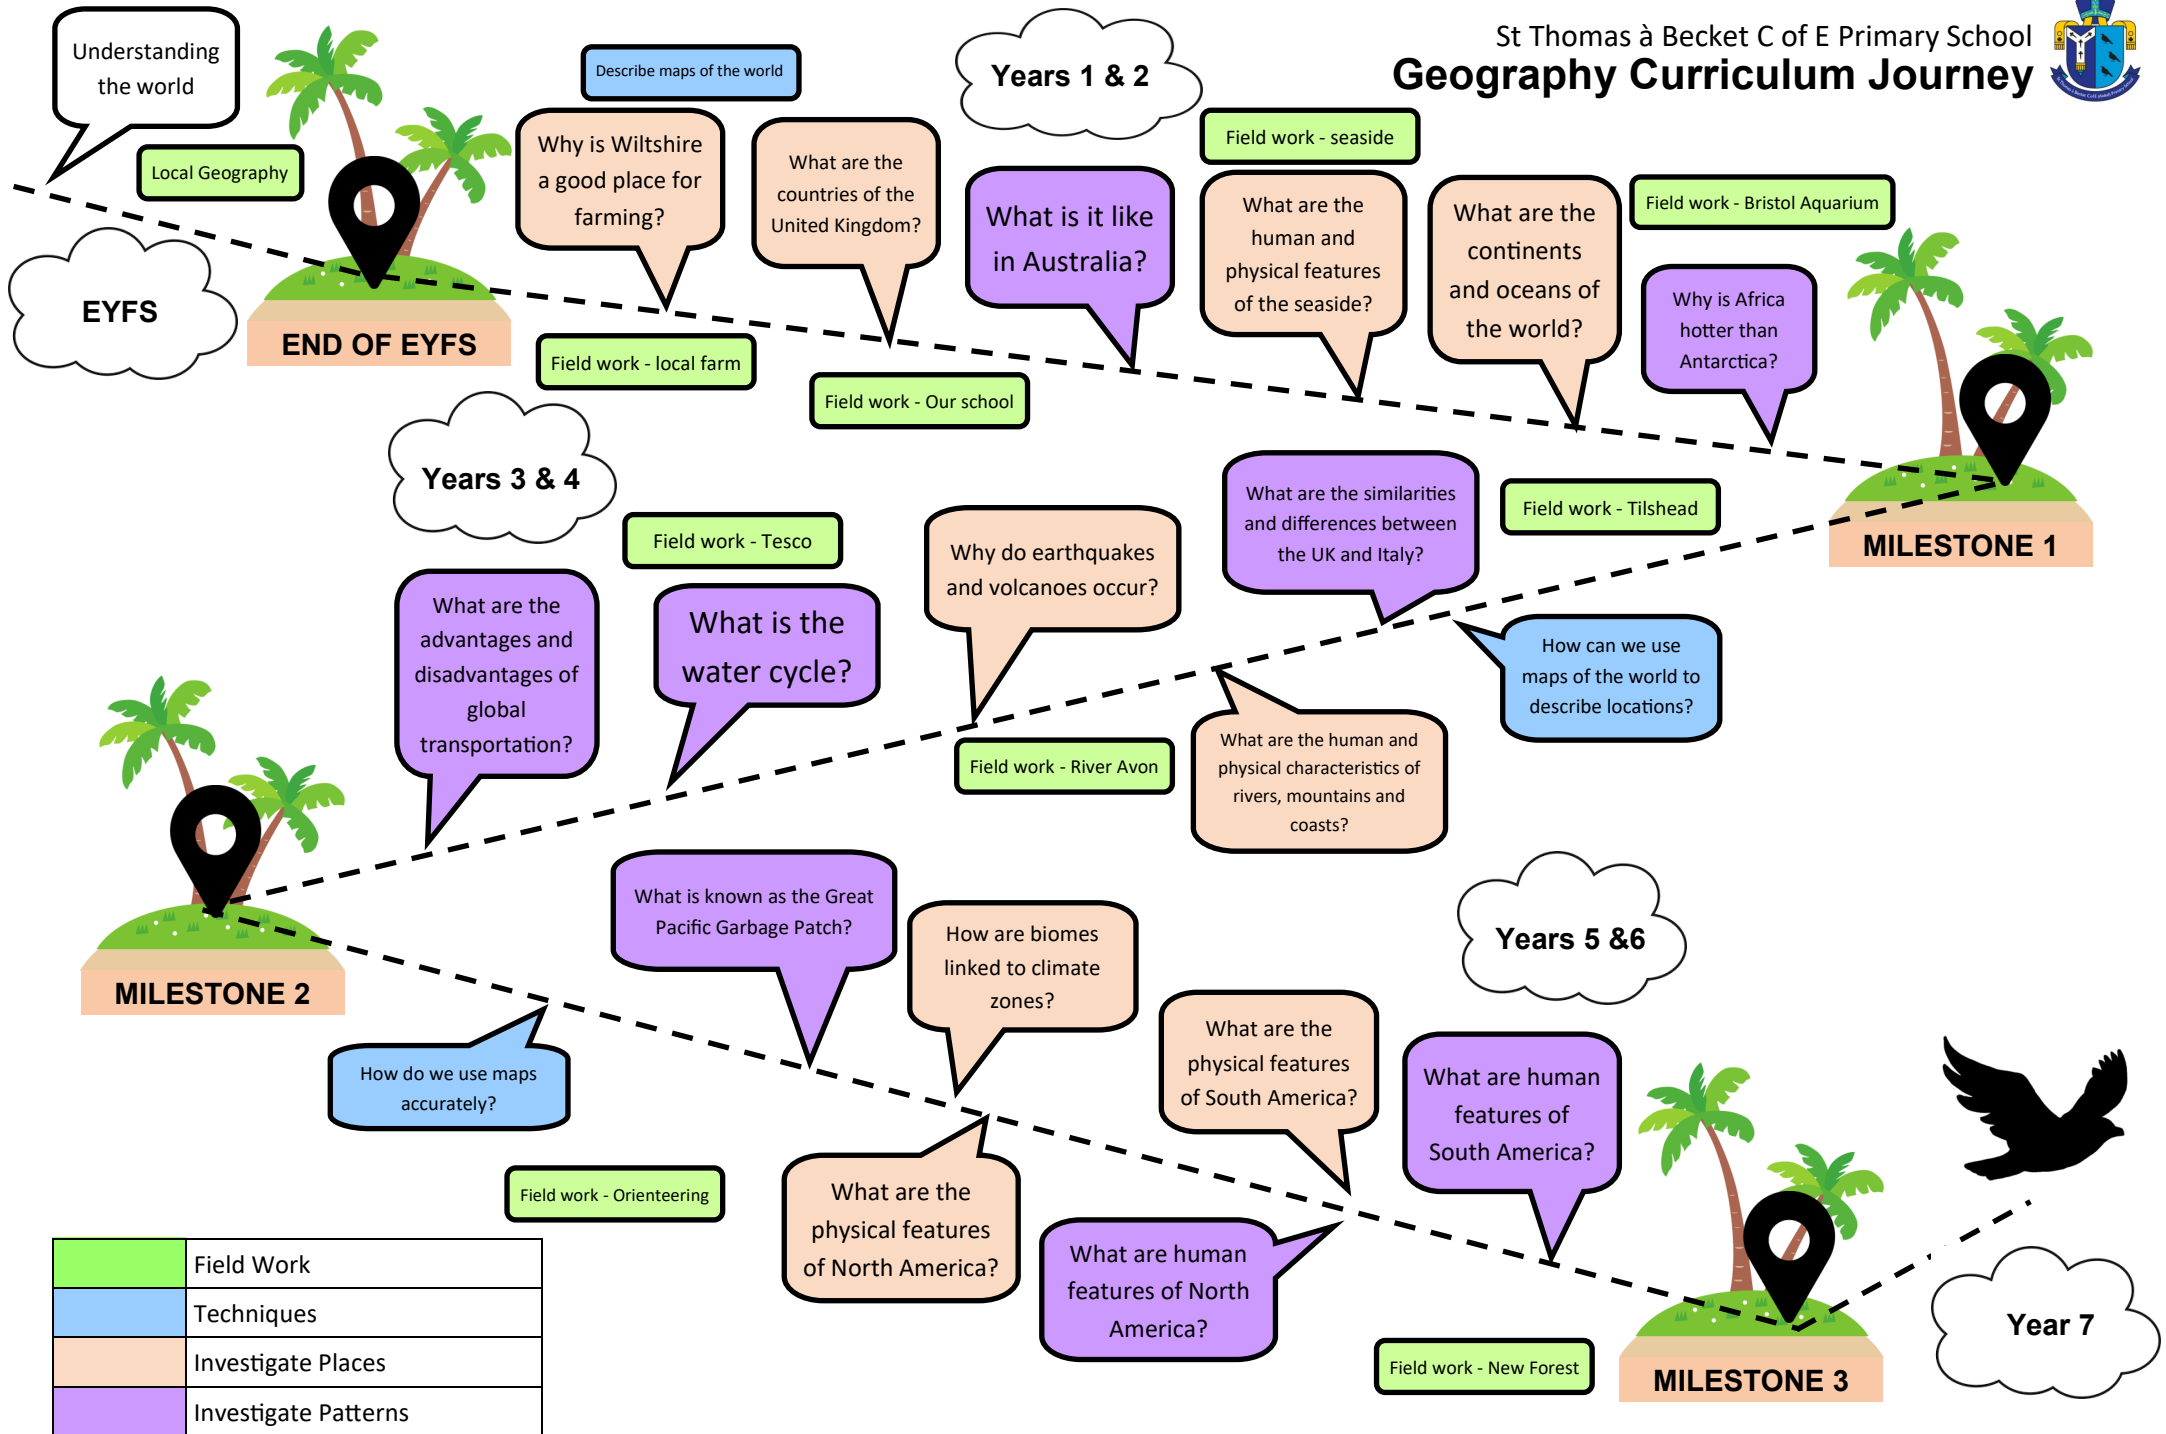 St Thomas à Becket C of E Primary School
Geography Curriculum Journey
Understanding
the world
Local Geography
EYFS
END OF EYFS
Describe maps of the world
Why is Wiltshire
a good place for
farming?
Field work - local farm
What are the
countries of the
United Kingdom?
Field work - Our school
Years 1 & 2
What is it like
in Australia?
Field work - seaside
What are the
human and
physical features
of the seaside?
What are the
continents
and oceans of
the world?
Field work - Bristol Aquarium
Why is Africa
hotter than
Antarctica?
MILESTONE 1
Field work - Tilshead
How can we use
maps of the world to
describe locations?
What are the similarities
and differences between
the UK and Italy?
What are the human and
physical characteristics of
rivers, mountains and
coasts?
Why do earthquakes
and volcanoes occur?
Field work - River Avon
Years 3 & 4
Field work - Tesco
What is the
water cycle?
What are the
advantages and
disadvantages of
global
transportation?
MILESTONE 2
How do we use maps
accurately?
Field work - Orienteering
What is known as the Great
Pacific Garbage Patch?
How are biomes
linked to climate
zones?
What are the
physical features
of North America?
What are human
features of North
America?
What are the
physical features
of South America?
Years 5 &6
What are human
features of
South America?
Field work - New Forest
MILESTONE 3
Year 7
Field Work
Techniques
Investigate Places
Investigate Patterns